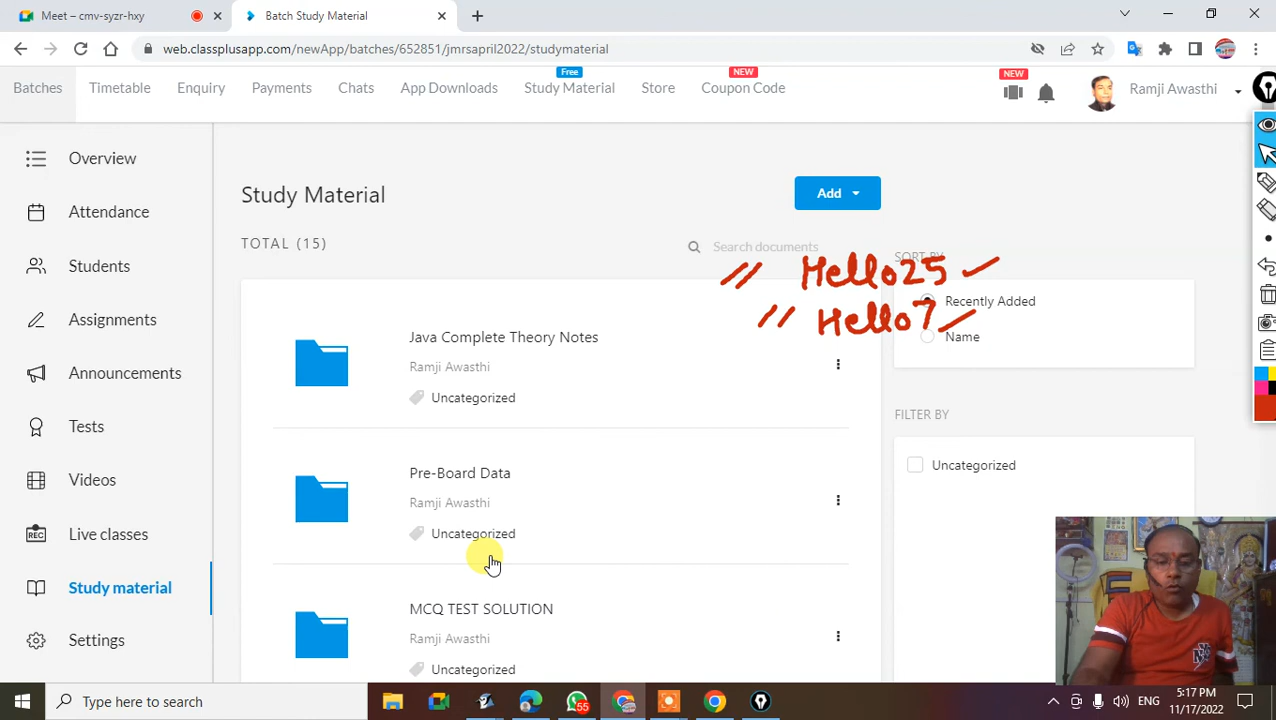 Meet – cmv-syzr-hxy
Batch Study Material
web.classplusapp.com/newApp/batches/652851/jmrsapril2022/studymaterial
Free
NEW
NEW
Batches Timetable Enquiry Payments Chats App Downloads Study Material Store Coupon Code Ramji Awasthi
Overview
Attendance
Students
Assignments
Announcements
Tests
Videos
Live classes
REC
Study material
Settings
Study Material
Add
TOTAL (15)
Search documents
// Hello25 ✓
// Hello7 ✓
Java Complete Theory Notes
Ramji Awasthi
Uncategorized
Pre-Board Data
Ramji Awasthi
Uncategorized
MCQ TEST SOLUTION
Ramji Awasthi
Uncategorized
SORT BY
Recently Added
Name
FILTER BY
Uncategorized
Type here to search
55
ENG
5:17 PM
11/17/2022